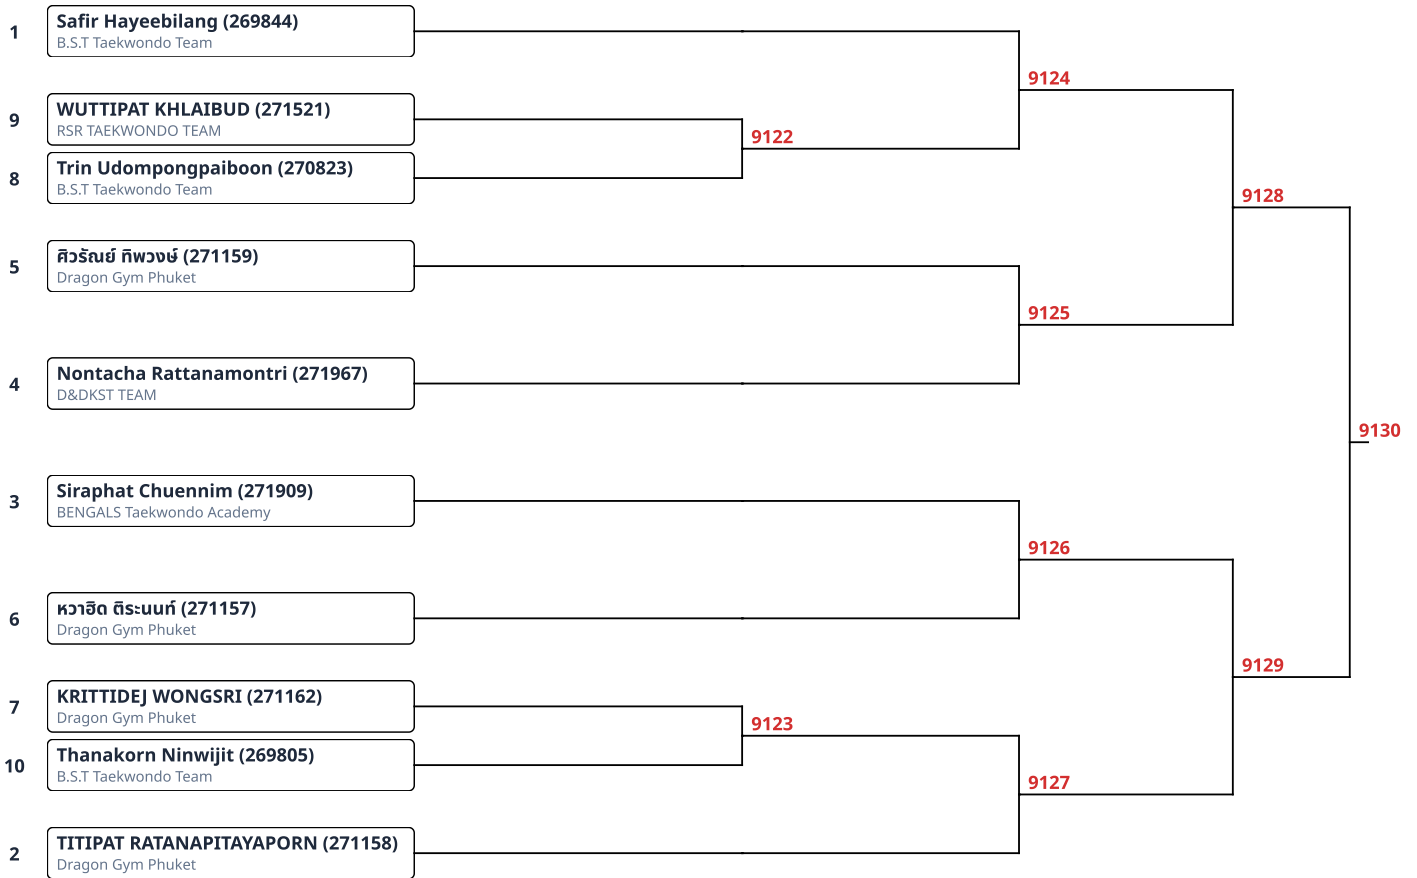 1
Safir Hayeebilang (269844)
B.S.T Taekwondo Team
9124
9
WUTTIPAT KHLAIBUD (271521)
RSR TAEKWONDO TEAM
9122
8
Trin Udompongpaiboon (270823)
B.S.T Taekwondo Team
9128
5
ศิวรัณย์ ทิพวงษ์ (271159)
Dragon Gym Phuket
9125
4
Nontacha Rattanamontri (271967)
D&DKST TEAM
9130
3
Siraphat Chuennim (271909)
BENGALS Taekwondo Academy
9126
6
หวาฮิด ติระนนท์ (271157)
Dragon Gym Phuket
9129
7
KRITTIDEJ WONGSRI (271162)
Dragon Gym Phuket
9123
10
Thanakorn Ninwijit (269805)
B.S.T Taekwondo Team
9127
2
TITIPAT RATANAPITAYAPORN (271158)
Dragon Gym Phuket